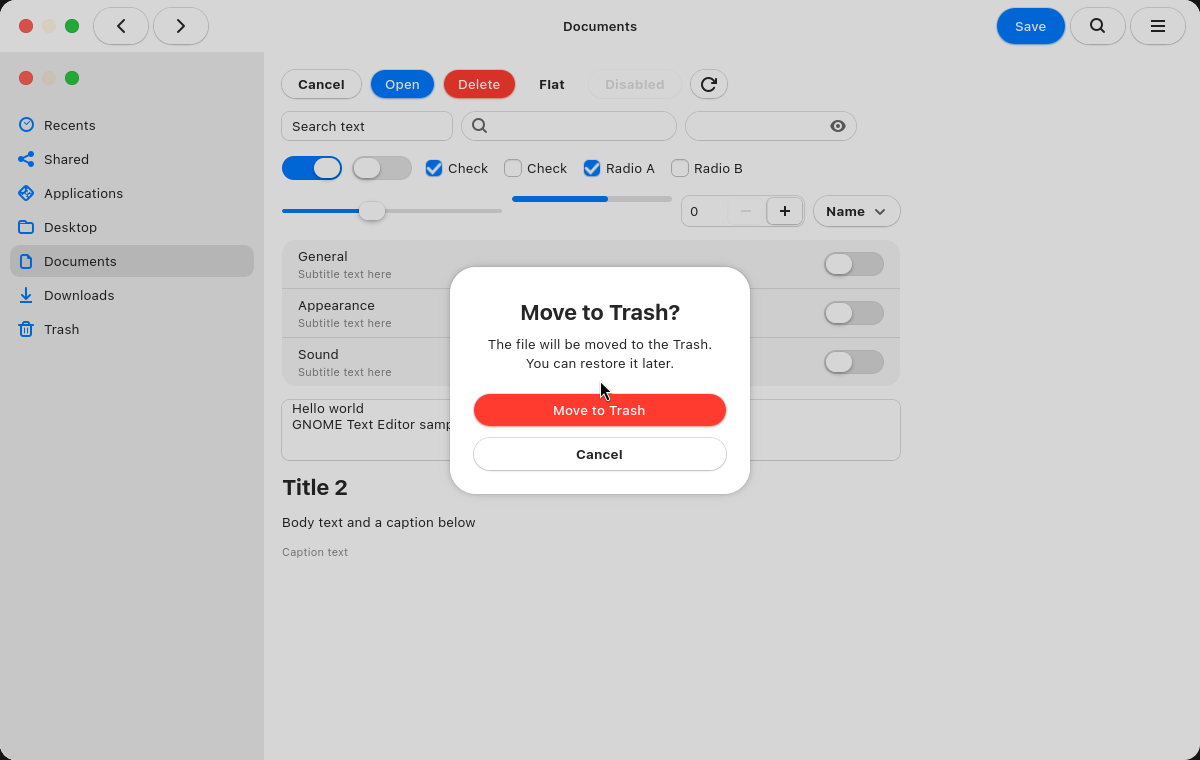 Documents
Save
Cancel
Open
Delete
Flat
Disabled
Search text
Recents
Shared
Applications
Desktop
Documents
Downloads
Trash
Check
Check
Radio A
Radio B
0
Name
General
Subtitle text here
Appearance
Subtitle text here
Sound
Subtitle text here
Hello world
GNOME Text Editor samp
Move to Trash?
The file will be moved to the Trash.
You can restore it later.
Move to Trash
Cancel
Title 2
Body text and a caption below
Caption text